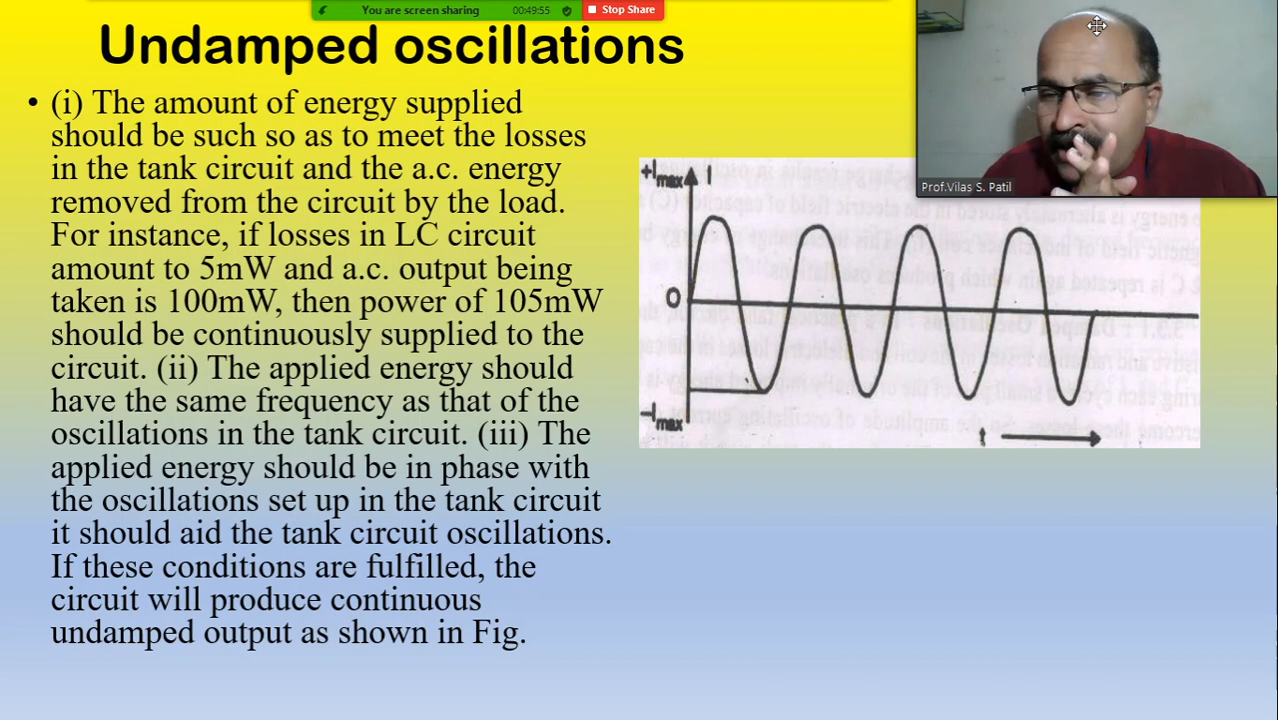 You are screen sharing
00:49:55
Stop Share
Undamped oscillations
• (i) The amount of energy supplied
should be such so as to meet the losses
in the tank circuit and the a.c. energy
removed from the circuit by the load.
For instance, if losses in LC circuit
amount to 5mW and a.c. output being
taken is 100mW, then power of 105mW
should be continuously supplied to the
circuit. (ii) The applied energy should
have the same frequency as that of the
oscillations in the tank circuit. (iii) The
applied energy should be in phase with
the oscillations set up in the tank circuit
it should aid the tank circuit oscillations.
If these conditions are fulfilled, the
circuit will produce continuous
undamped output as shown in Fig.
Prof.Vilas S. Patil
+Imax
I
0
-Imax
t